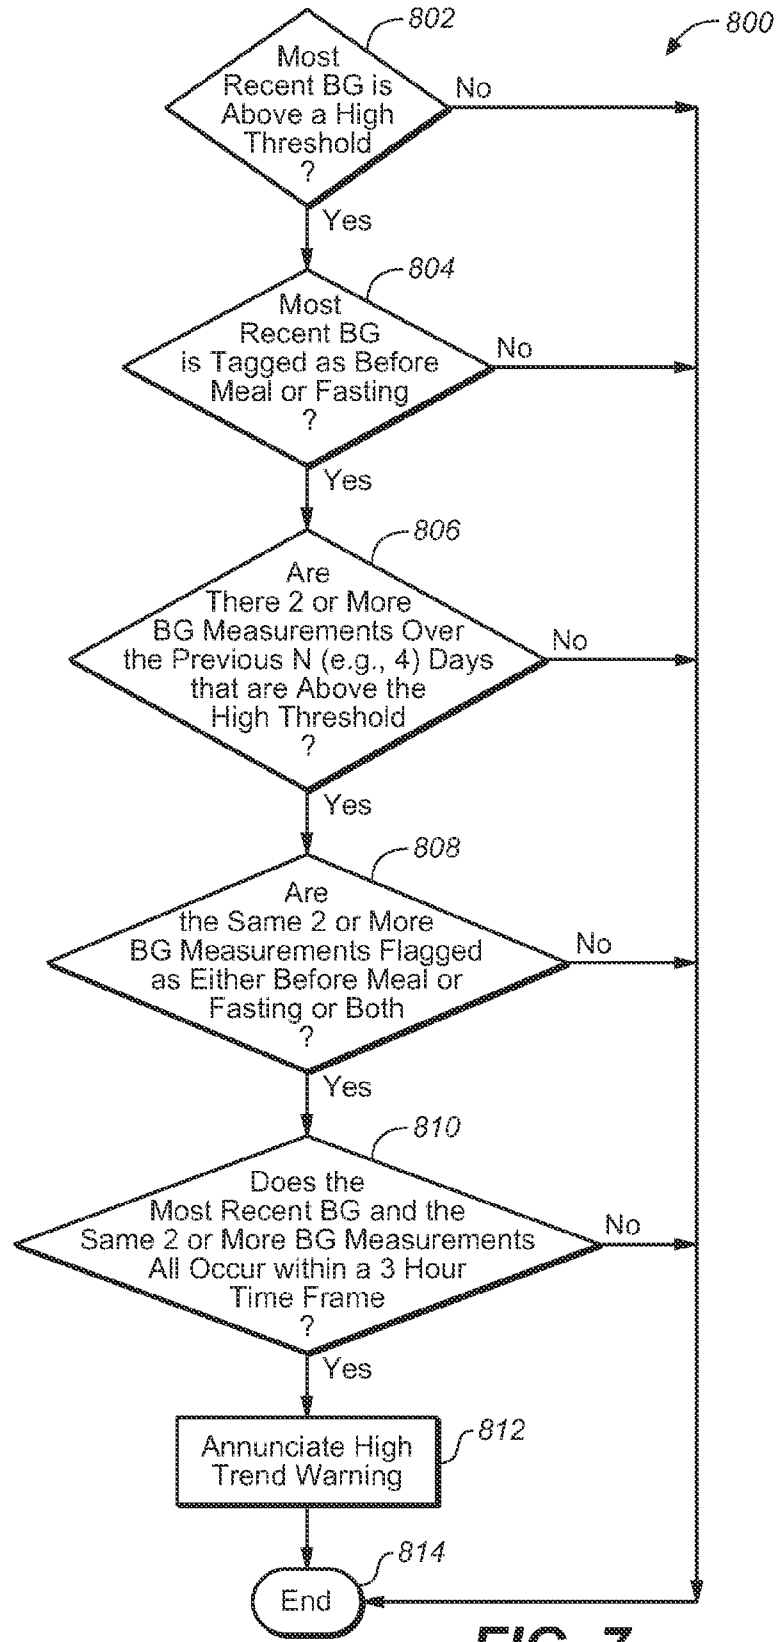 802
800
Most
Recent BG is
Above a High
Threshold
?
No
Yes
804
Most
Recent BG
is Tagged as Before
Meal or Fasting
?
No
Yes
806
Are
There 2 or More
BG Measurements Over
the Previous N (e.g., 4) Days
that are Above the
High Threshold
?
No
Yes
808
Are
the Same 2 or More
BG Measurements Flagged
as Either Before Meal or
Fasting or Both
?
No
Yes
810
Does the
Most Recent BG and the
Same 2 or More BG Measurements
All Occur within a 3 Hour
Time Frame
?
No
Yes
812
Annunciate High
Trend Warning
814
End
FIG. 7